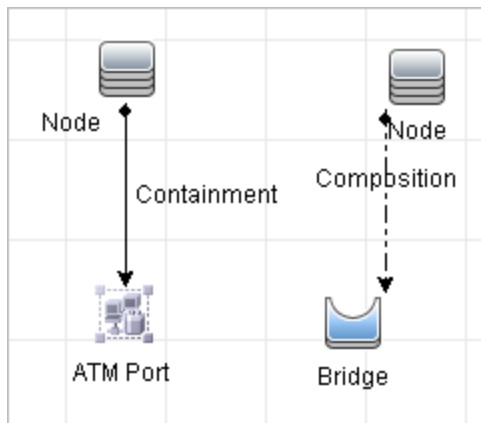 Node
Node
Composition
Containment
ATM Port
Bridge